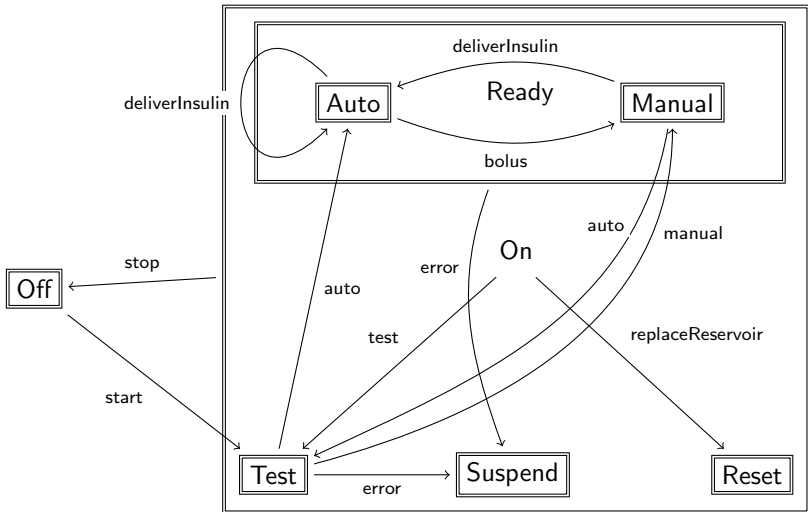 deliverInsulin
Ready
Auto
Manual
deliverInsulin
bolus
auto
manual
On
error
stop
Off
auto
test
replaceReservoir
start
Test
Suspend
Reset
error